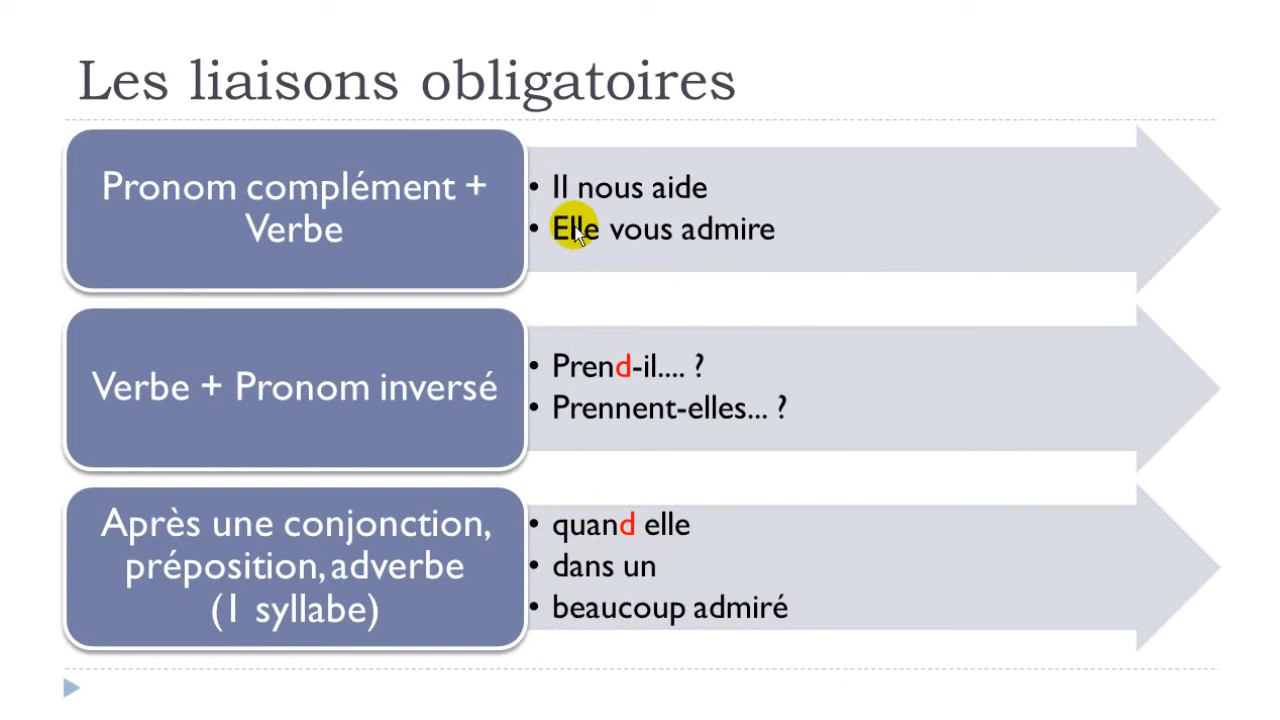 Les liaisons obligatoires
Pronom complément +
Verbe
• Il nous aide
• Elle vous admire
Verbe + Pronom inversé
• Prend-il.... ?
• Prennent-elles... ?
Après une conjonction,
préposition, adverbe
(1 syllabe)
• quand elle
• dans un
• beaucoup admiré